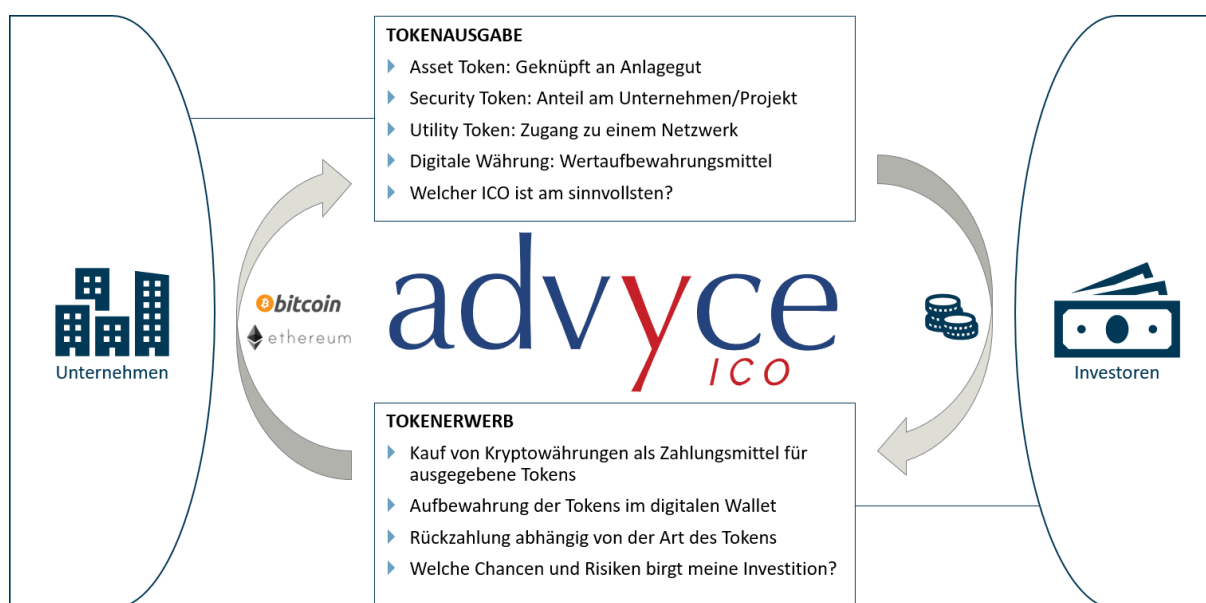 TOKENAUSGABE
Asset Token: Geknüpft an Anlagegut
Security Token: Anteil am Unternehmen/Projekt
Utility Token: Zugang zu einem Netzwerk
Digitale Währung: Wertaufbewahrungsmittel
Welcher ICO ist am sinnvollsten?
Unternehmen
bitcoin
ethereum
advyce
ICO
Investoren
TOKENERWERB
Kauf von Kryptowährungen als Zahlungsmittel für
ausgegebene Tokens
Aufbewahrung der Tokens im digitalen Wallet
Rückzahlung abhängig von der Art des Tokens
Welche Chancen und Risiken birgt meine Investition?